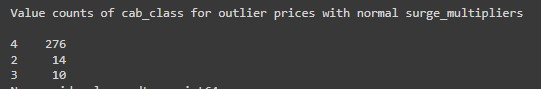 Value counts of cab_class for outlier prices with normal surge_multipliers
4    276
2    14
3    10